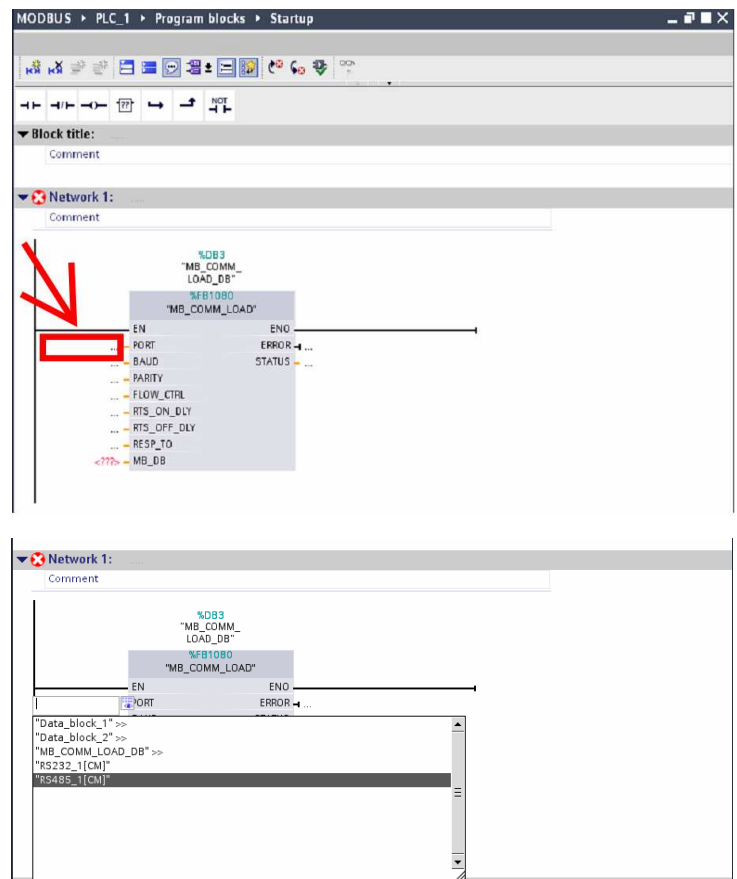 MODBUS ▸ PLC_1 ▸ Program blocks ▸ Startup
??
NOT
Block title:
Comment
Network 1:
Comment
%DB3
"MB_COMM_
LOAD_DB"
%FB1080
"MB_COMM_LOAD"
EN ENO
... PORT ERROR ...
... BAUD STATUS ...
... PARITY
... FLOW_CTRL
... RTS_ON_DLY
... RTS_OFF_DLY
... RESP_TO
<???> MB_DB
Network 1:
Comment
%DB3
"MB_COMM_
LOAD_DB"
%FB1080
"MB_COMM_LOAD"
EN ENO
PORT ERROR ...
"Data_block_1" >>
"Data_block_2" >>
"MB_COMM_LOAD_DB" >>
"RS232_1[CM]"
"RS485_1[CM]"